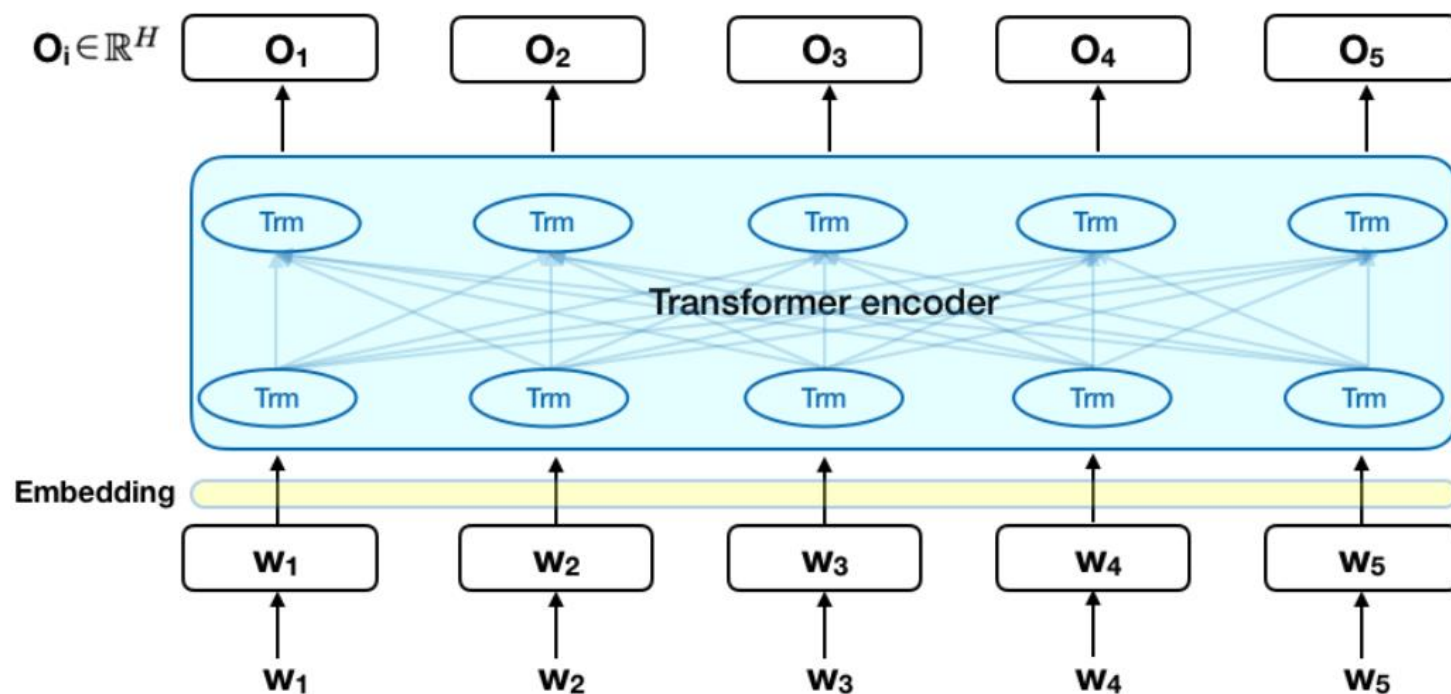 Oᵢ∈ℝᴴ O₁ O₂ O₃ O₄ O₅
Trm Trm Trm Trm Trm
Transformer encoder
Trm Trm Trm Trm Trm
Embedding
w₁ w₂ w₃ w₄ w₅
w₁ w₂ w₃ w₄ w₅